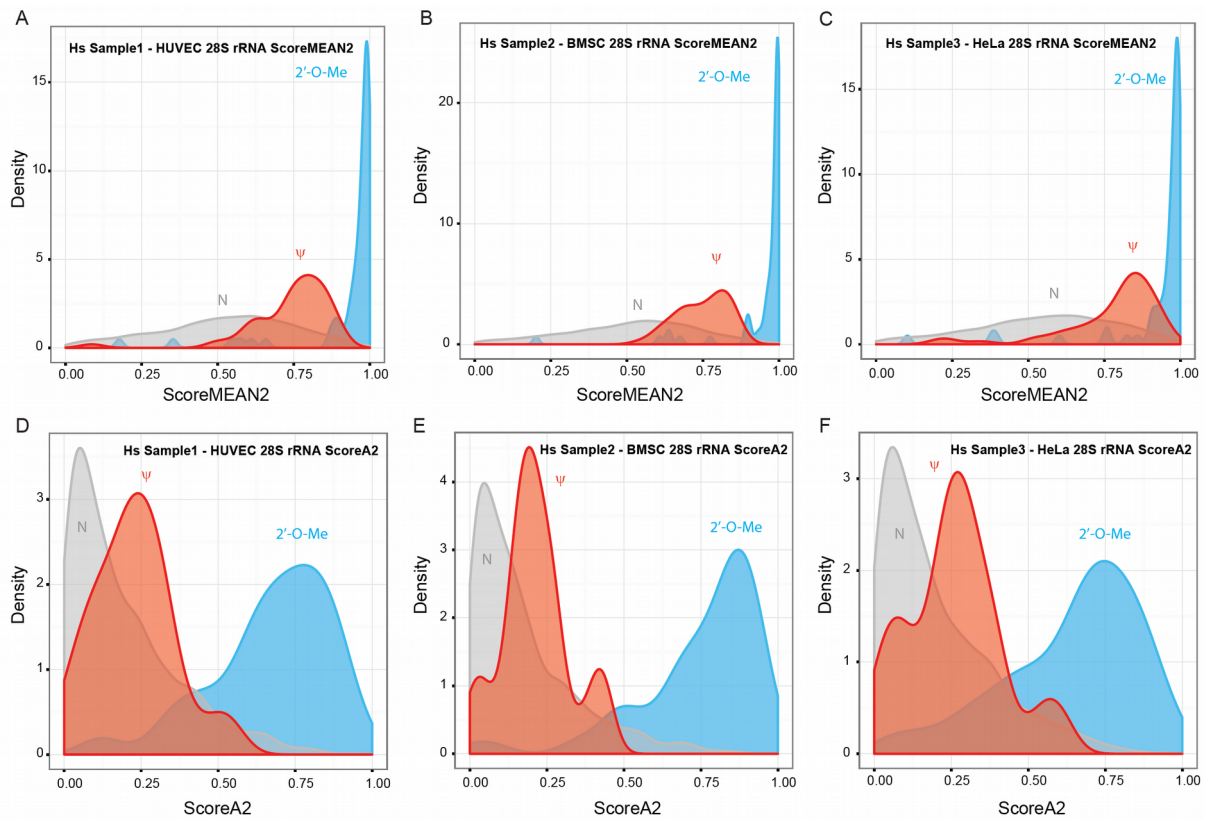 A
Hs Sample1 - HUVEC 28S rRNA ScoreMEAN2
2′-O-Me
15
10
5
0
Density
ψ
N
0.00 0.25 0.50 0.75 1.00
ScoreMEAN2
B
Hs Sample2 - BMSC 28S rRNA ScoreMEAN2
2′-O-Me
20
10
0
Density
ψ
N
0.00 0.25 0.50 0.75 1.00
ScoreMEAN2
C
Hs Sample3 - HeLa 28S rRNA ScoreMEAN2
2′-O-Me
15
10
5
0
Density
ψ
N
0.00 0.25 0.50 0.75 1.00
ScoreMEAN2
D
Hs Sample1 - HUVEC 28S rRNA ScoreA2
ψ
N
2′-O-Me
3
2
1
0
Density
0.00 0.25 0.50 0.75 1.00
ScoreA2
E
Hs Sample2 - BMSC 28S rRNA ScoreA2
ψ
N
2′-O-Me
4
3
2
1
0
Density
0.00 0.25 0.50 0.75 1.00
ScoreA2
F
Hs Sample3 - HeLa 28S rRNA ScoreA2
ψ
N
2′-O-Me
3
2
1
0
Density
0.00 0.25 0.50 0.75 1.00
ScoreA2